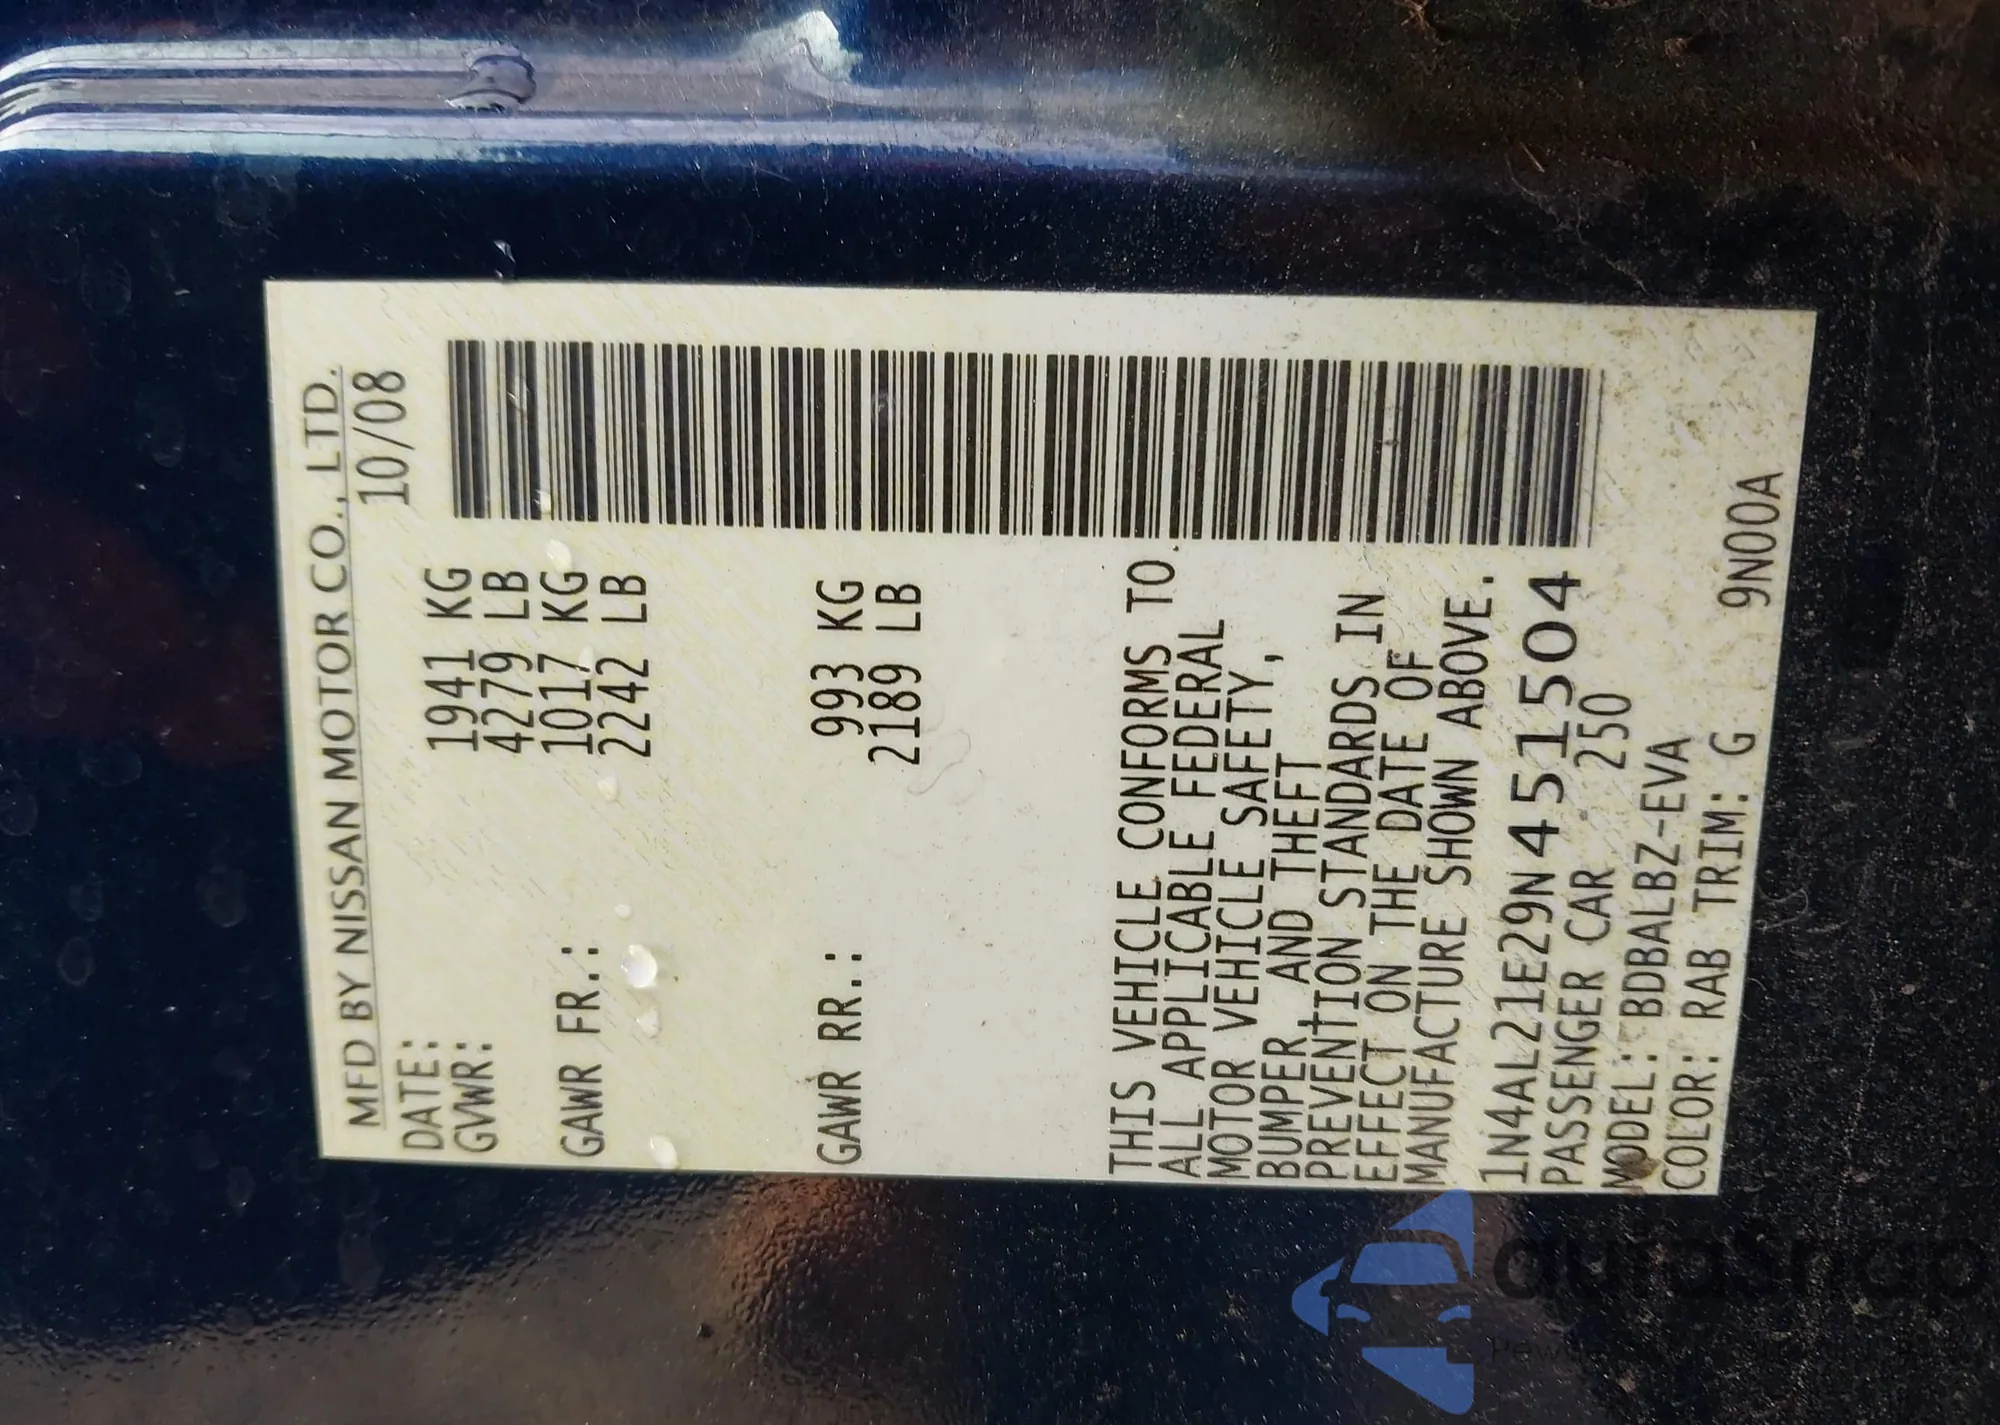 MFD BY NISSAN MOTOR CO., LTD.
DATE: 10/08
GVWR: 1941 KG
4279 LB
GAWR FR.: 1017 KG
2242 LB
GAWR RR.: 993 KG
2189 LB
THIS VEHICLE CONFORMS TO
ALL APPLICABLE FEDERAL
MOTOR VEHICLE SAFETY,
BUMPER, AND THEFT
PREVENTION STANDARDS IN
EFFECT ON THE DATE OF
MANUFACTURE SHOWN ABOVE.
1N4AL21E29N451504
PASSENGER CAR 250
MODEL: BDBALBZ-EVA
COLOR: RAB TRIM: G 9N00A
autoSnap